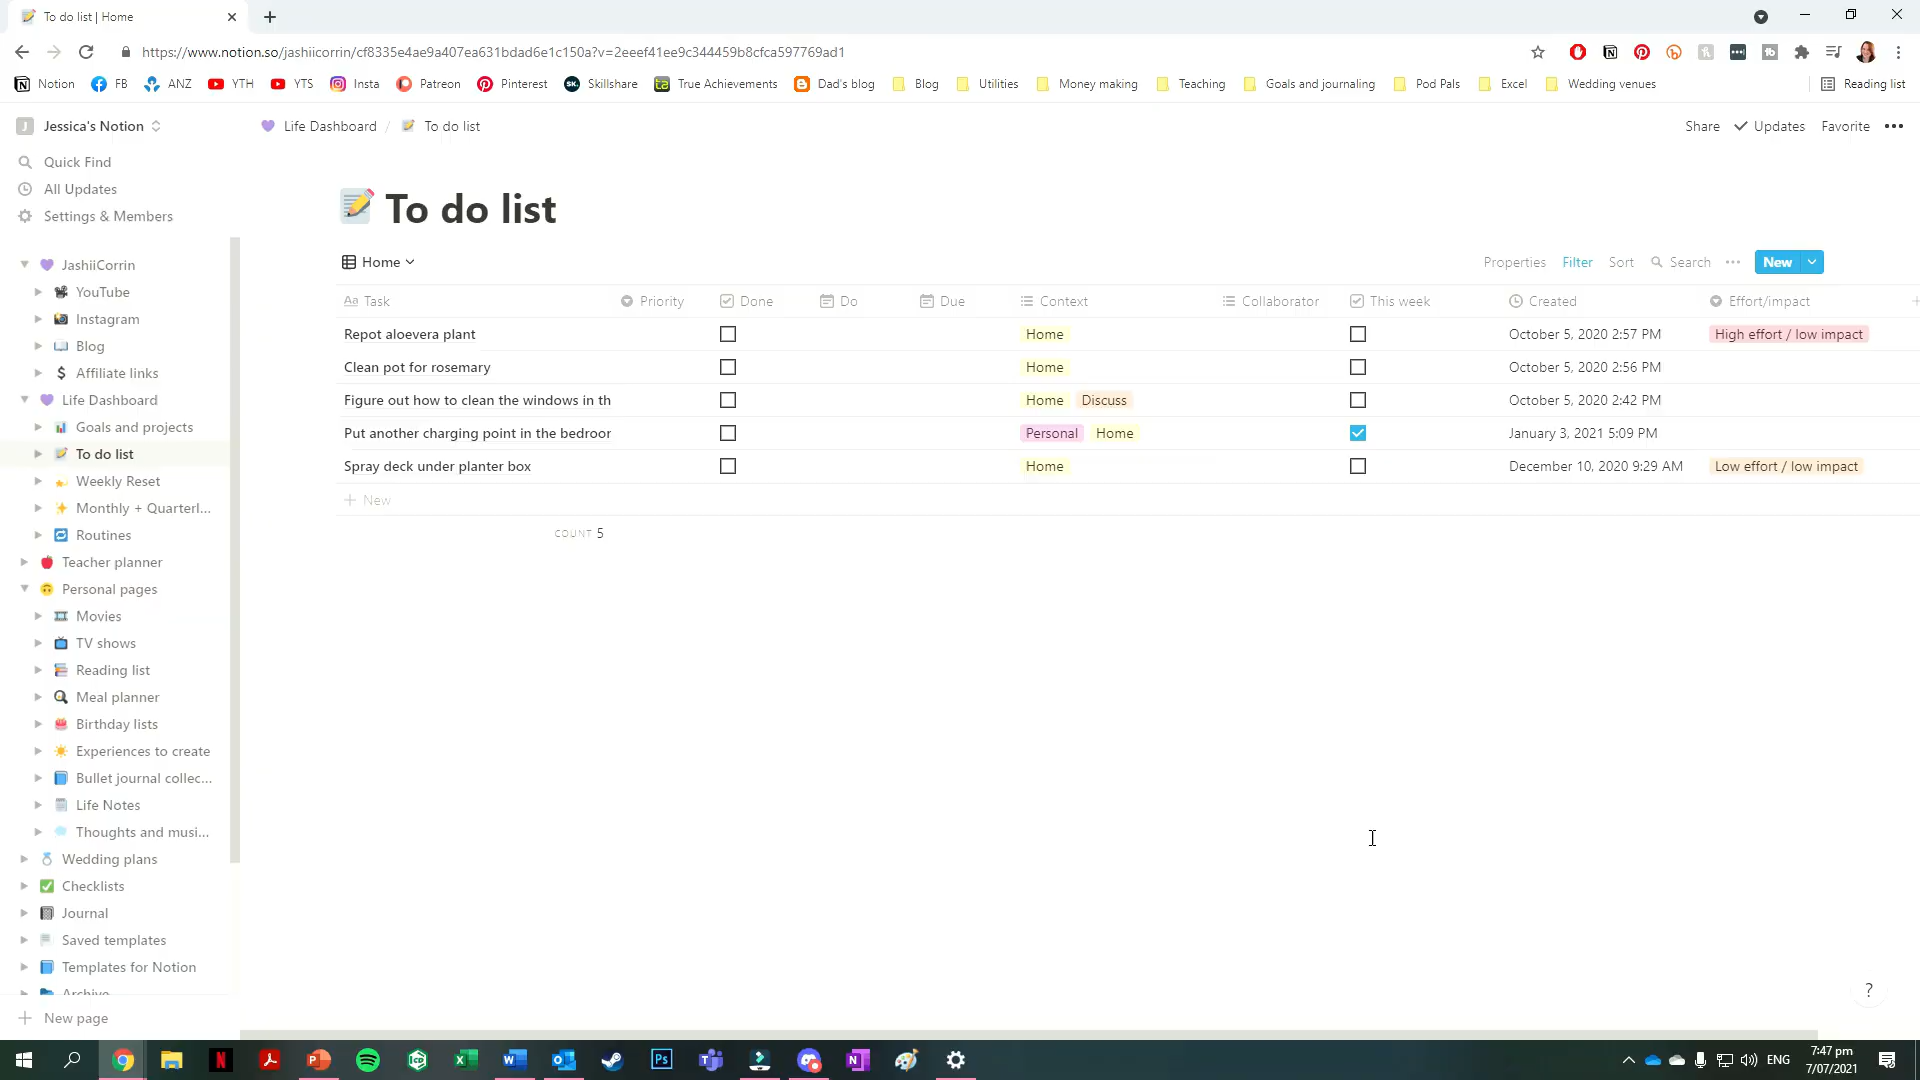 To do list | Home
https://www.notion.so/jashiicorrin/cf8335e4ae9a407ea631bdad6e1c150a?v=2eeef41ee9c344459b8cfca597769ad1
Notion FB ANZ YTH YTS Insta Patreon Pinterest Skillshare True Achievements Dad's blog Blog Utilities Money making Teaching Goals and journaling Pod Pals Excel Wedding venues Reading list
Jessica's Notion
Life Dashboard / To do list
Share Updates Favorite
Quick Find
All Updates
Settings & Members
JashiiCorrin
YouTube
Instagram
Blog
Affiliate links
Life Dashboard
Goals and projects
To do list
Weekly Reset
Monthly + Quarterl...
Routines
Teacher planner
Personal pages
Movies
TV shows
Reading list
Meal planner
Birthday lists
Experiences to create
Bullet journal collec...
Life Notes
Thoughts and musi...
Wedding plans
Checklists
Journal
Saved templates
Templates for Notion
Archive
New page
To do list
Home
Properties Filter Sort Search New
Aa Task Priority Done Do Due Context Collaborator This week Created Effort/impact
Repot aloevera plant Home October 5, 2020 2:57 PM High effort / low impact
Clean pot for rosemary Home October 5, 2020 2:56 PM
Figure out how to clean the windows in th Home Discuss October 5, 2020 2:42 PM
Put another charging point in the bedroor Personal Home January 3, 2021 5:09 PM
Spray deck under planter box Home December 10, 2020 9:29 AM Low effort / low impact
+ New
COUNT 5
?
ENG
7:47 pm
7/07/2021